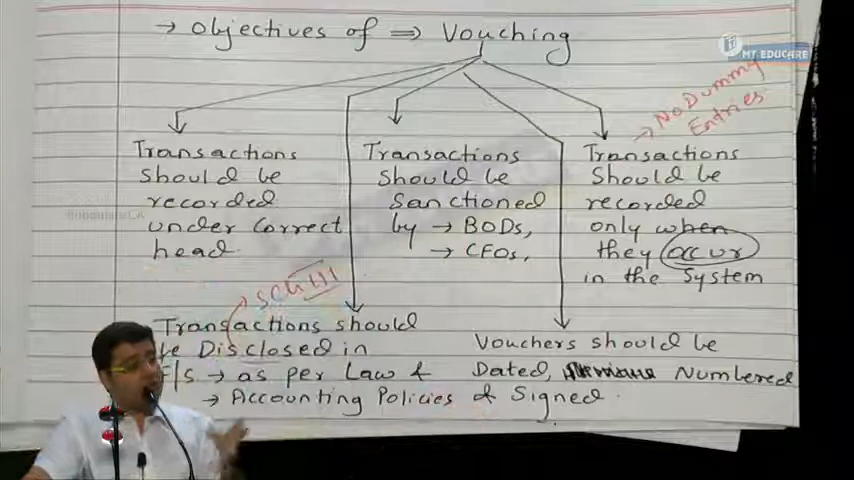 → Objectives of ⇒ Vouching
MT EDUCARE
→ No Dummy
Entries
Transactions
should be
recorded
under correct
head
Transactions
should be
Sanctioned
by → BODs,
→ CFOs,
Transactions
should be
recorded
only when
they occur
in the System
SCH III
Transactions should
be Disclosed in
F/S → as per Law &
→ Accounting Policies
Vouchers should be
Dated, Numbered
& Signed.